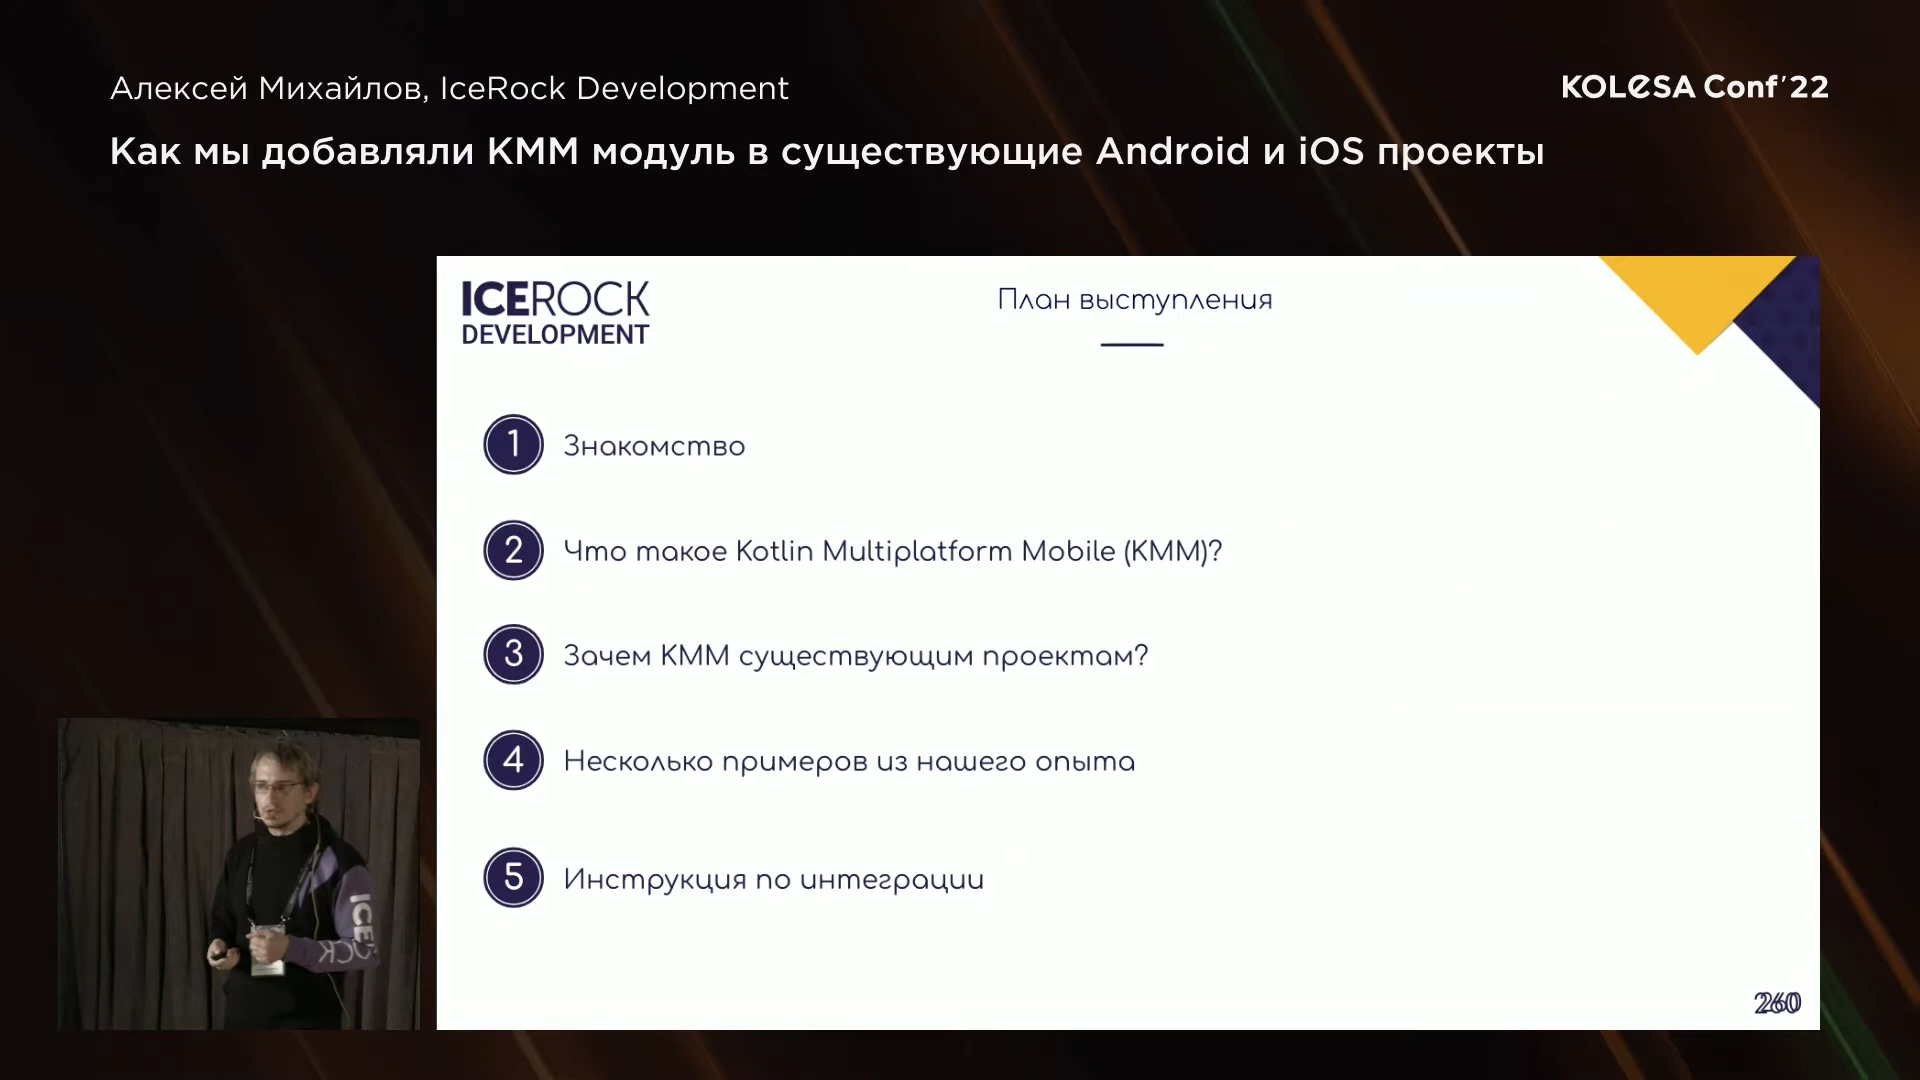 Алексей Михайлов, IceRock Development
KOLESA Conf'22
Как мы добавляли KMM модуль в существующие Android и iOS проекты
ICEROCK
DEVELOPMENT
План выступления
1 Знакомство
2 Что такое Kotlin Multiplatform Mobile (KMM)?
3 Зачем KMM существующим проектам?
4 Несколько примеров из нашего опыта
5 Инструкция по интеграции
ICE
ROCK